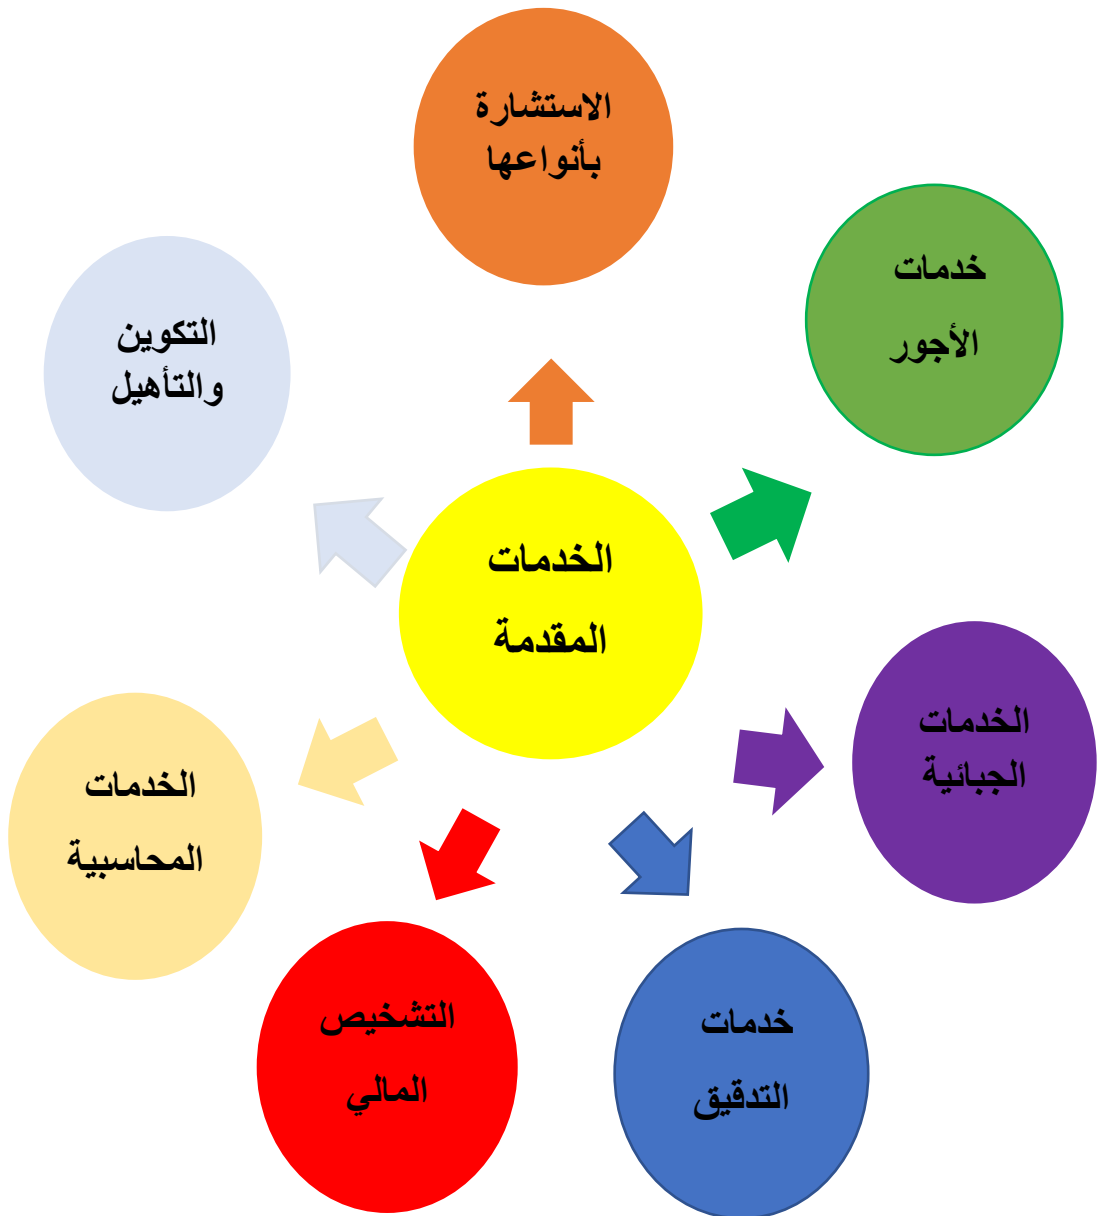 الاستشارة
بأنواعها
خدمات
الأجور
التكوين
والتأهيل
الخدمات
المقدمة
الخدمات
الجبائية
الخدمات
المحاسبية
التشخيص
المالي
خدمات
التدقيق